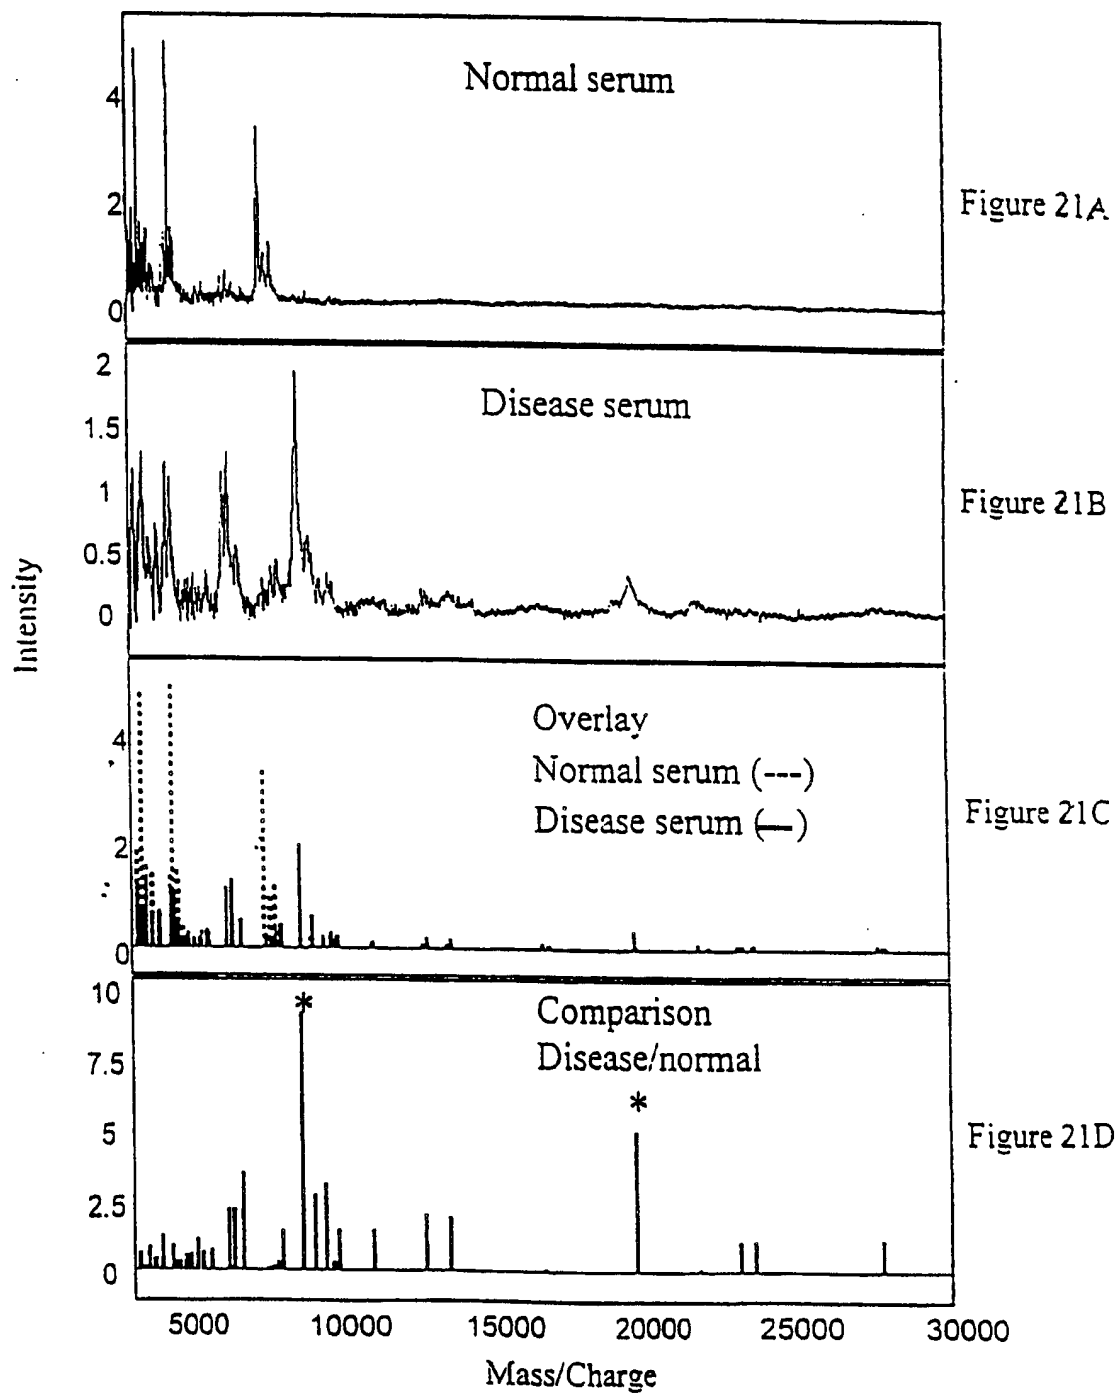 Normal serum
4
2
0
Figure 21A
Disease serum
2
1.5
1
0.5
0
Figure 21B
Intensity
Overlay
Normal serum (---)
Disease serum (—)
4
2
0
Figure 21C
Comparison
Disease/normal
*
*
10
7.5
5
2.5
0
Figure 21D
5000 10000 15000 20000 25000 30000
Mass/Charge